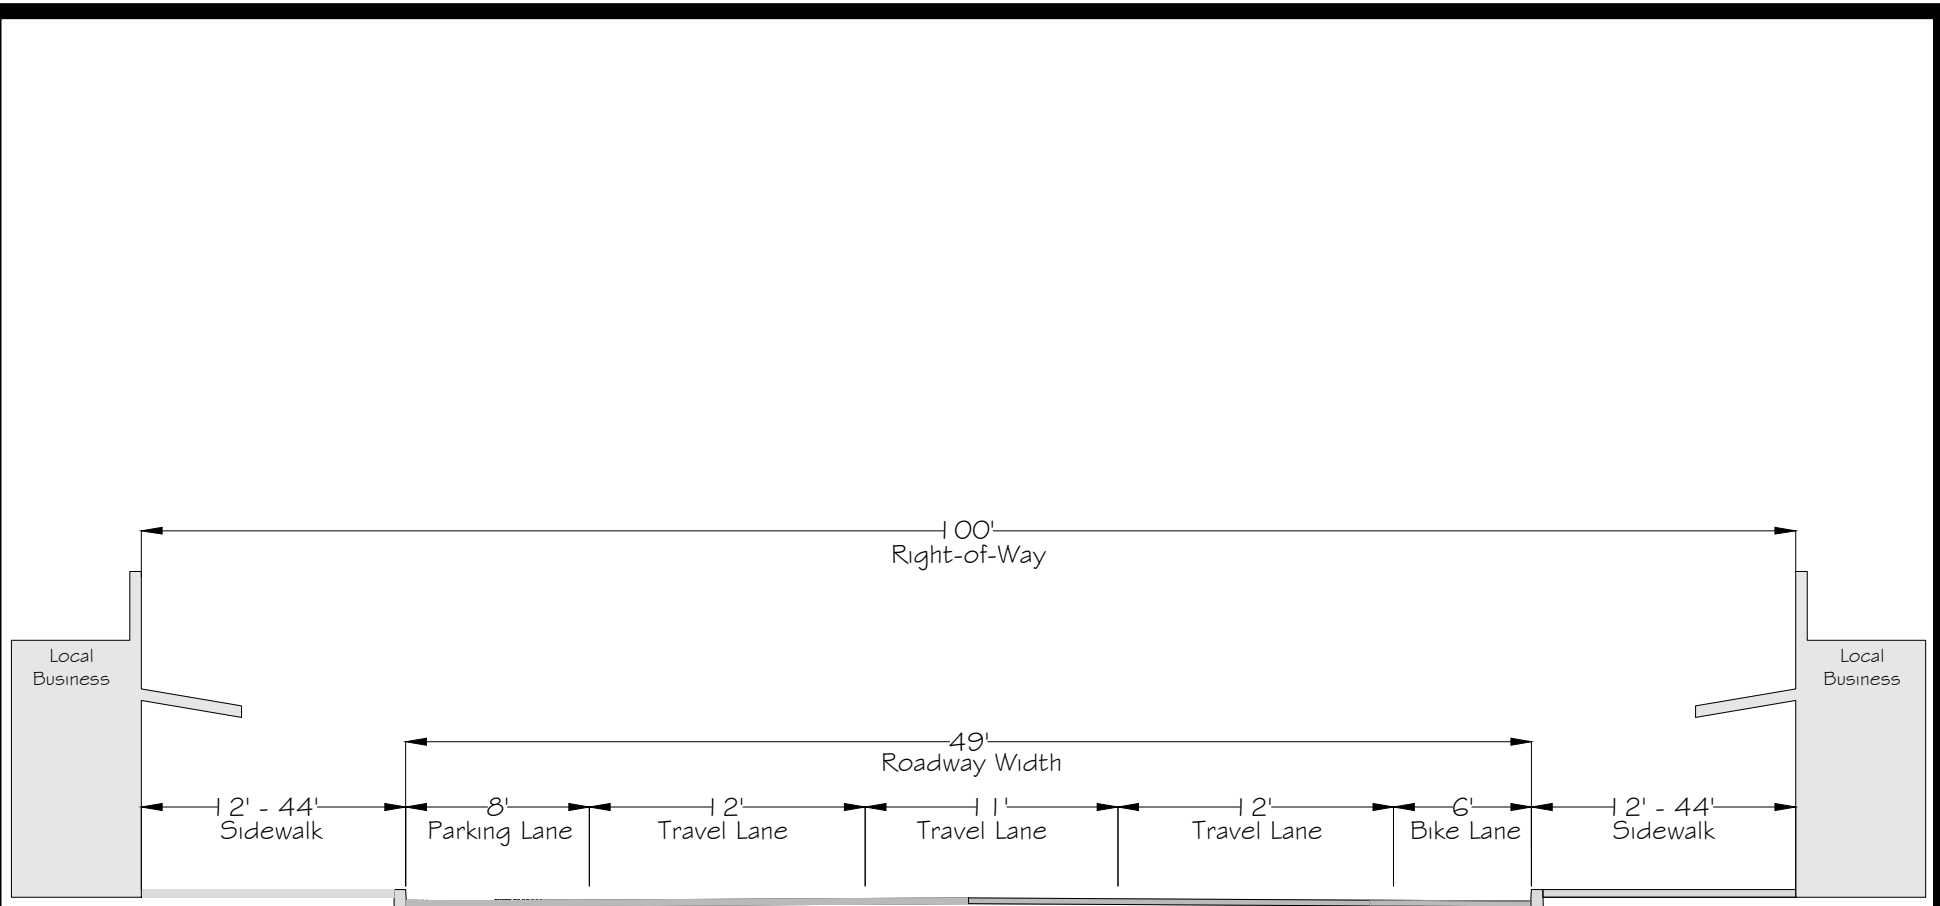 100'
Right-of-Way
Local
Business
Local
Business
49'
Roadway Width
12' - 44' 8' 12' 11' 12' 6' 12' - 44'
Sidewalk Parking Lane Travel Lane Travel Lane Travel Lane Bike Lane Sidewalk